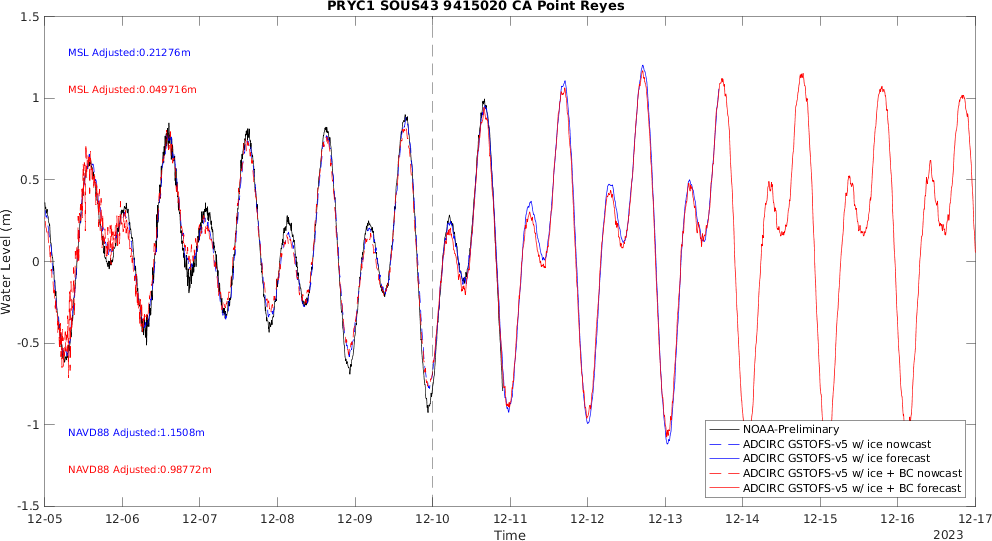 PRYC1 SOUS43 9415020 CA Point Reyes
1.5
1
0.5
0
-0.5
-1
-1.5
Water Level (m)
MSL Adjusted:0.21276m
MSL Adjusted:0.049716m
NAVD88 Adjusted:1.1508m
NAVD88 Adjusted:0.98772m
NOAA-Preliminary
ADCIRC GSTOFS-v5 w/ ice nowcast
ADCIRC GSTOFS-v5 w/ ice forecast
ADCIRC GSTOFS-v5 w/ ice + BC nowcast
ADCIRC GSTOFS-v5 w/ ice + BC forecast
12-05 12-06 12-07 12-08 12-09 12-10 12-11 12-12 12-13 12-14 12-15 12-16 12-17
Time
2023